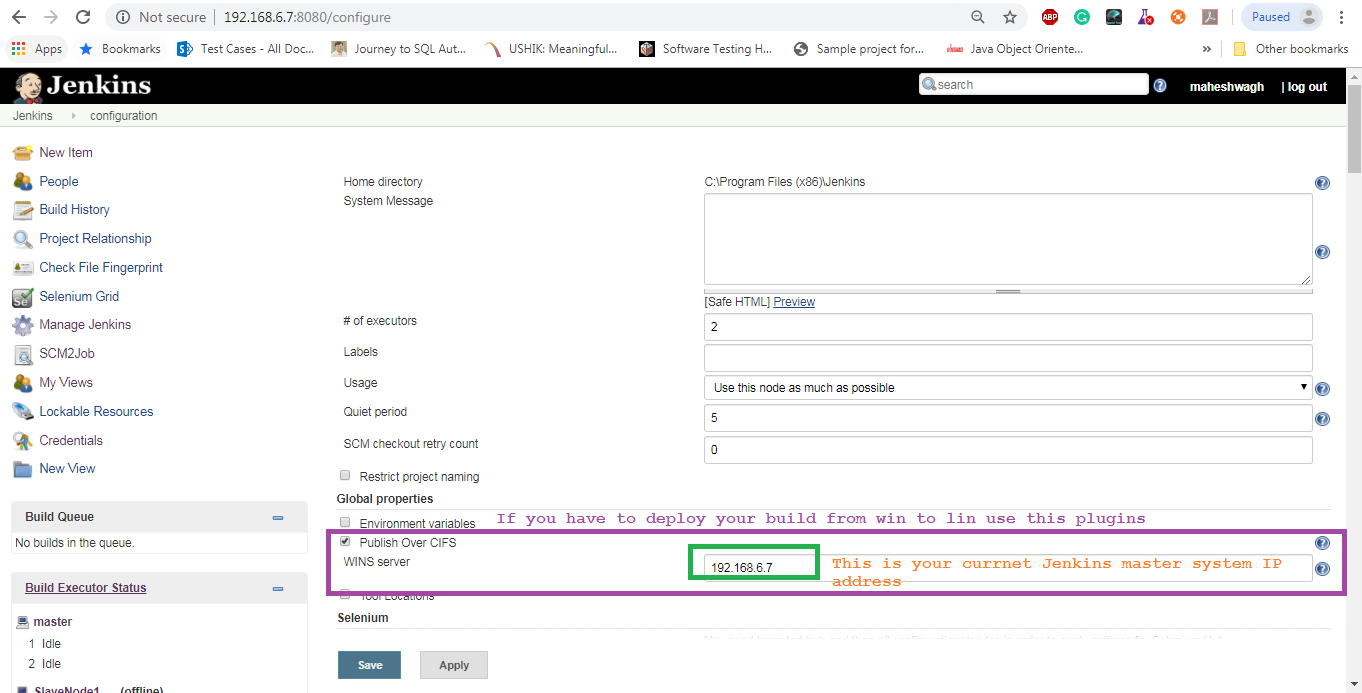 Not secure | 192.168.6.7:8080/configure
ABP
Paused
Apps
Bookmarks
Test Cases - All Doc...
Journey to SQL Aut...
USHIK: Meaningful...
Software Testing H...
Sample project for...
Java Object Oriente...
»
Other bookmarks
Jenkins
search
maheshwagh
| log out
Jenkins
configuration
New Item
People
Build History
Project Relationship
Check File Fingerprint
Selenium Grid
Manage Jenkins
SCM2Job
My Views
Lockable Resources
Credentials
New View
Build Queue
No builds in the queue.
Build Executor Status
master
1 Idle
2 Idle
SlaveNode1 (offline)
Home directory
C:\Program Files (x86)\Jenkins
System Message
[Safe HTML] Preview
# of executors
2
Labels
Usage
Use this node as much as possible
Quiet period
5
SCM checkout retry count
0
Restrict project naming
Global properties
Environment variables
If you have to deploy your build from win to lin use this plugins
Publish Over CIFS
WINS server
192.168.6.7
This is your currnet Jenkins master system IP
address
Tool Locations
Selenium
Save
Apply